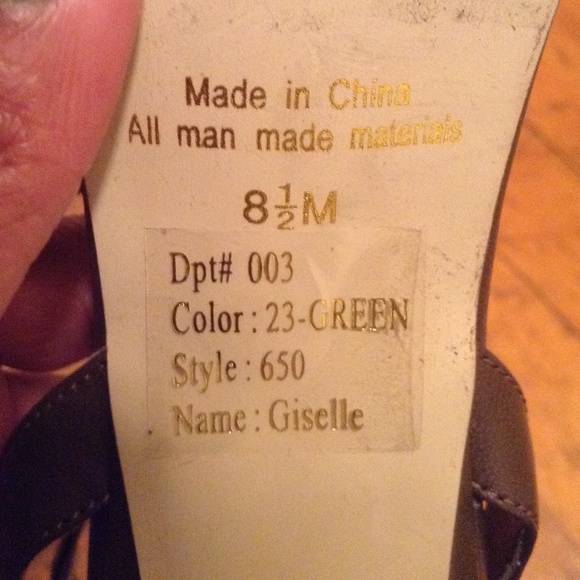 Made in China
All man made materials
8½M
Dpt# 003
Color: 23-GREEN
Style: 650
Name: Giselle